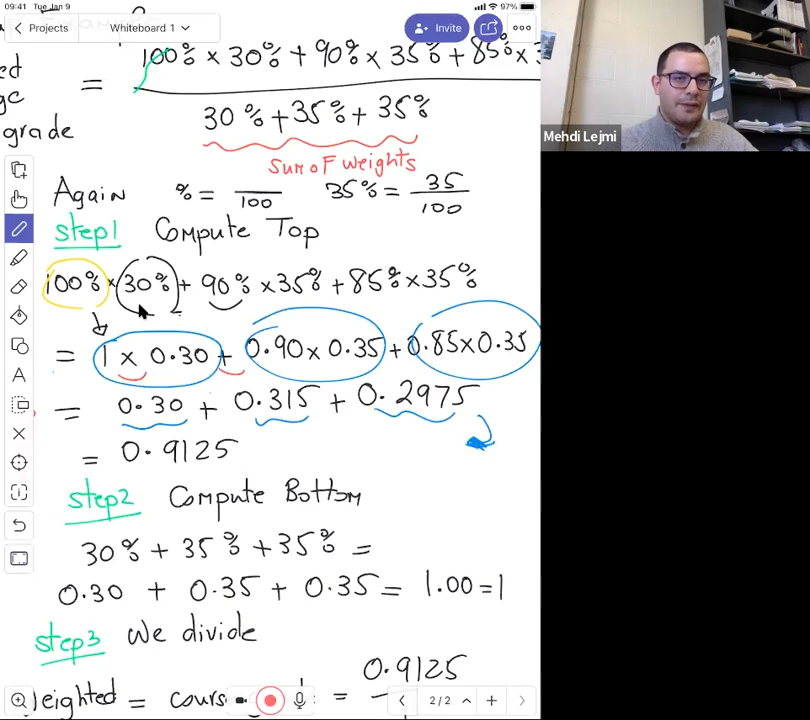 09:41 Tue Jan 9
97%
Projects
Whiteboard 1
Invite
100% × 30% + 90% × 35% + 85% × 3
=
30% + 35% + 35%
grade
Sum of weights
Again % = /100 35% = 35/100
step1 Compute Top
100% × 30% + 90% × 35% + 85% × 35%
= 1 × 0.30 + 0.90 × 0.35 + 0.85 × 0.35
= 0.30 + 0.315 + 0.2975
= 0.9125
step2 Compute Bottom
30% + 35% + 35% =
0.30 + 0.35 + 0.35 = 1.00 = 1
step3 We divide
0.9125
weighted = cours =
2/2
Mehdi Lejmi